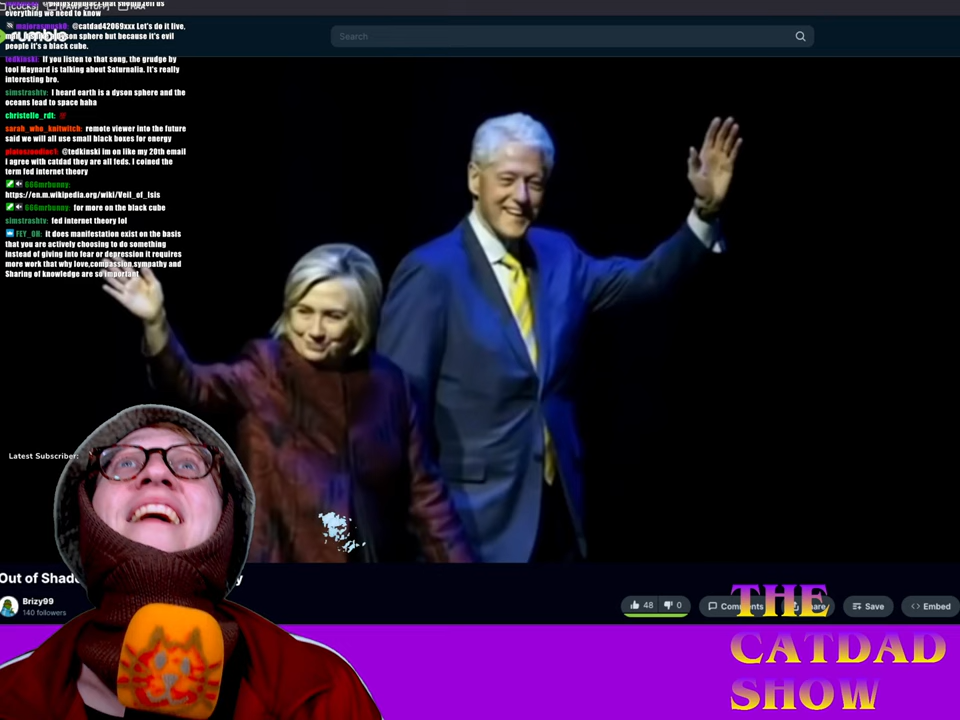 everything we need to know
majorasmusk0: @catdad42069xxx Let's do it live,
sphere but because it's evil
people it's a black cube.
rumble
Search
tedkinski: If you listen to that song, the grudge by
tool Maynard is talking about Saturnalia. It's really
interesting bro.
simstrashtv: I heard earth is a dyson sphere and the
oceans lead to space haha
christelle_rdt:
sarah_who_knitwitch: remote viewer into the future
said we will all use small black boxes for energy
@tedkinski im on like my 20th email
i agree with catdad they are all feds. I coined the
term fed internet theory
666mrbunny:
https://en.m.wikipedia.org/wiki/Veil_of_Isis
666mrbunny: for more on the black cube
simstrashtv: fed internet theory lol
FEY_OH: it does manifestation exist on the basis
that you are actively choosing to do something
instead of giving into fear or depression it requires
more work that why love,compassion,sympathy and
Sharing of knowledge are so important
Latest Subscriber:
Out of Shad
Brizy99
140 followers
48
0
Comments
Share
Save
Embed
THE
CATDAD
SHOW